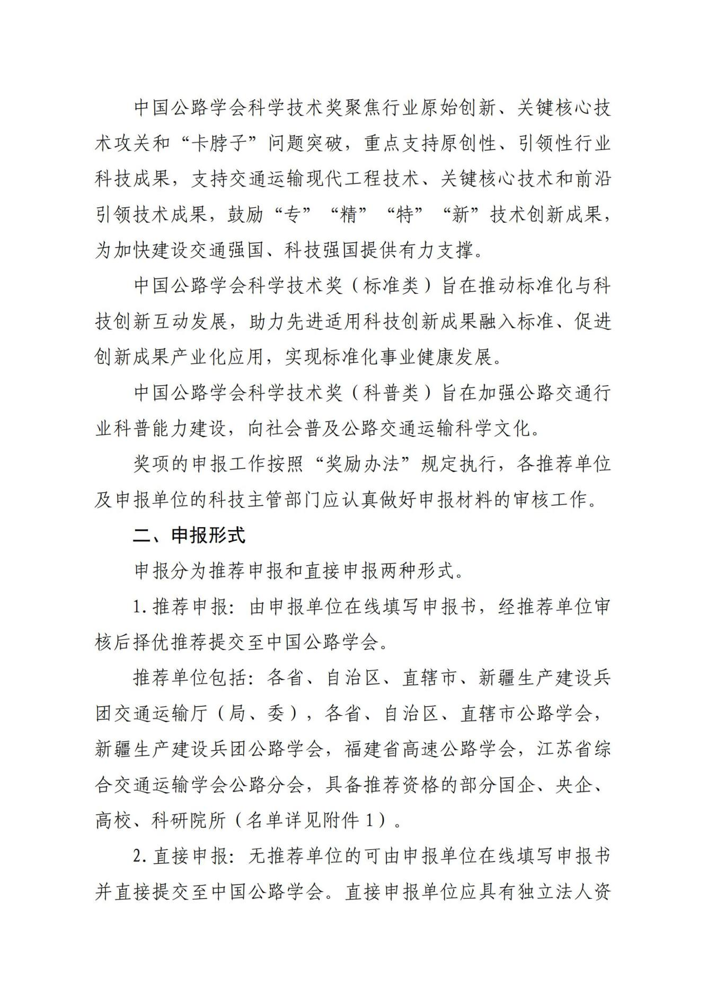 中国公路学会科学技术奖聚焦行业原始创新、关键核心技
术攻关和“卡脖子”问题突破，重点支持原创性、引领性行业
科技成果，支持交通运输现代工程技术、关键核心技术和前沿
引领技术成果，鼓励“专”“精”“特”“新”技术创新成果，
为加快建设交通强国、科技强国提供有力支撑。
中国公路学会科学技术奖（标准类）旨在推动标准化与科
技创新互动发展，助力先进适用科技创新成果融入标准、促进
创新成果产业化应用，实现标准化事业健康发展。
中国公路学会科学技术奖（科普类）旨在加强公路交通行
业科普能力建设，向社会普及公路交通运输科学文化。
奖项的申报工作按照“奖励办法”规定执行，各推荐单位
及申报单位的科技主管部门应认真做好申报材料的审核工作。
二、申报形式
申报分为推荐申报和直接申报两种形式。
1.推荐申报：由申报单位在线填写申报书，经推荐单位审
核后择优推荐提交至中国公路学会。
推荐单位包括：各省、自治区、直辖市、新疆生产建设兵
团交通运输厅（局、委），各省、自治区、直辖市公路学会，
新疆生产建设兵团公路学会，福建省高速公路学会，江苏省综
合交通运输学会公路分会，具备推荐资格的部分国企、央企、
高校、科研院所（名单详见附件1）。
2.直接申报：无推荐单位的可由申报单位在线填写申报书
并直接提交至中国公路学会。直接申报单位应具有独立法人资